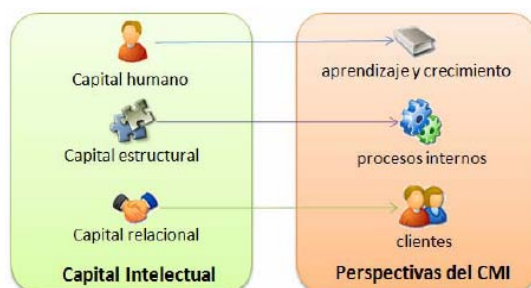 Capital humano
aprendizaje y crecimiento
Capital estructural
procesos internos
Capital relacional
clientes
Capital Intelectual
Perspectivas del CMI